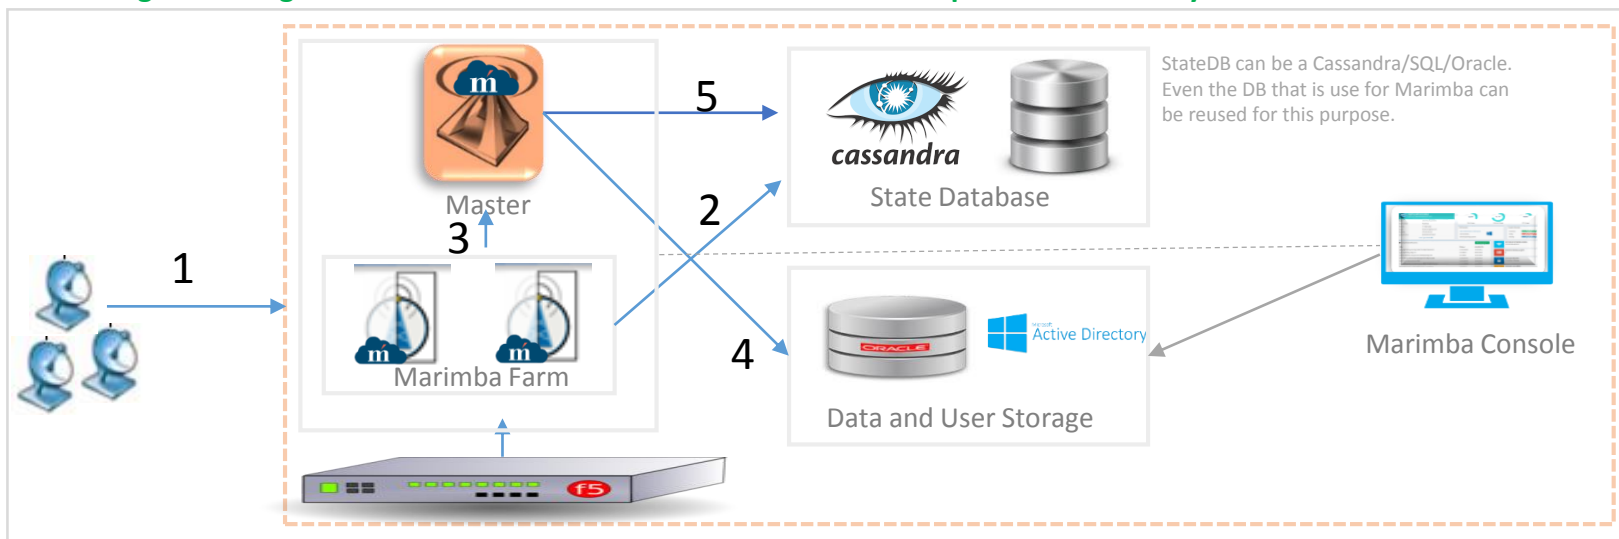 m
Master
1
3
m
m
Marimba Farm
f5
5
2
4
cassandra
State Database
ORACLE
Active Directory
Data and User Storage
StateDB can be a Cassandra/SQL/Oracle.
Even the DB that is use for Marimba can
be reused for this purpose.
Marimba Console